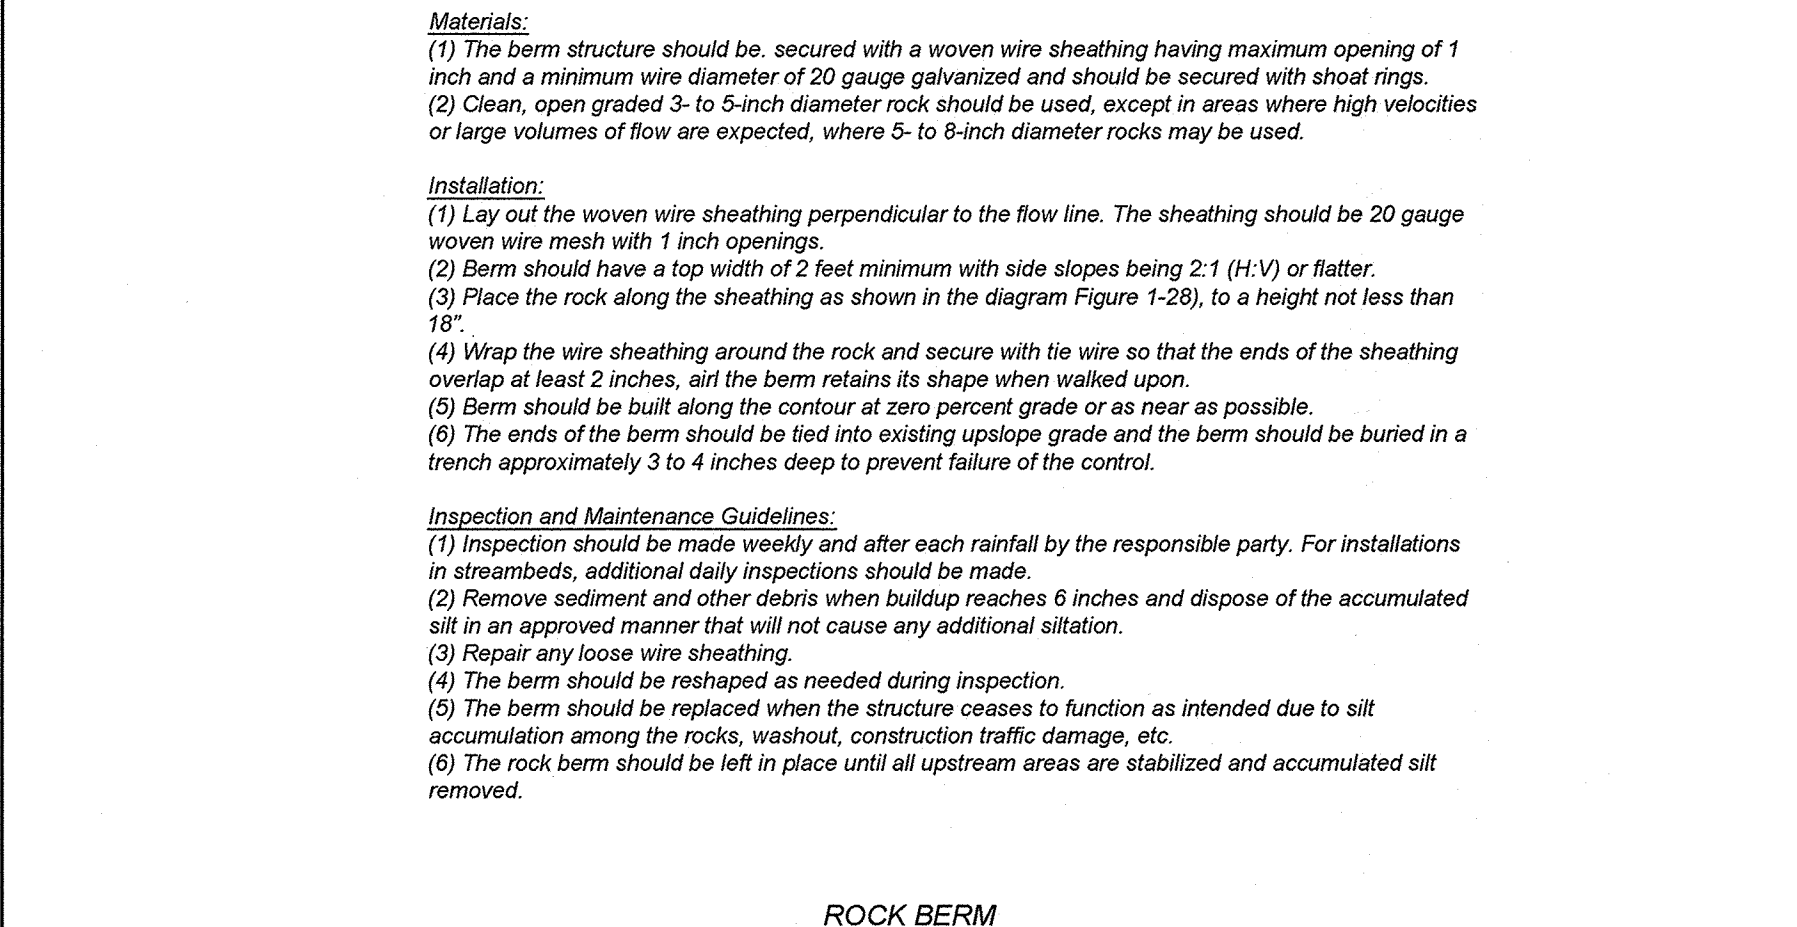 Materials:
(1) The berm structure should be. secured with a woven wire sheathing having maximum opening of 1
inch and a minimum wire diameter of 20 gauge galvanized and should be secured with shoat rings.
(2) Clean, open graded 3- to 5-inch diameter rock should be used, except in areas where high velocities
or large volumes of flow are expected, where 5- to 8-inch diameter rocks may be used.
Installation:
(1) Lay out the woven wire sheathing perpendicular to the flow line. The sheathing should be 20 gauge
woven wire mesh with 1 inch openings.
(2) Berm should have a top width of 2 feet minimum with side slopes being 2:1 (H:V) or flatter.
(3) Place the rock along the sheathing as shown in the diagram Figure 1-28), to a height not less than
18".
(4) Wrap the wire sheathing around the rock and secure with tie wire so that the ends of the sheathing
overlap at least 2 inches, airl the berm retains its shape when walked upon.
(5) Berm should be built along the contour at zero percent grade or as near as possible.
(6) The ends of the berm should be tied into existing upslope grade and the berm should be buried in a
trench approximately 3 to 4 inches deep to prevent failure of the control.
Inspection and Maintenance Guidelines:
(1) Inspection should be made weekly and after each rainfall by the responsible party. For installations
in streambeds, additional daily inspections should be made.
(2) Remove sediment and other debris when buildup reaches 6 inches and dispose of the accumulated
silt in an approved manner that will not cause any additional siltation.
(3) Repair any loose wire sheathing.
(4) The berm should be reshaped as needed during inspection.
(5) The berm should be replaced when the structure ceases to function as intended due to silt
accumulation among the rocks, washout, construction traffic damage, etc.
(6) The rock berm should be left in place until all upstream areas are stabilized and accumulated silt
removed.
ROCK BERM